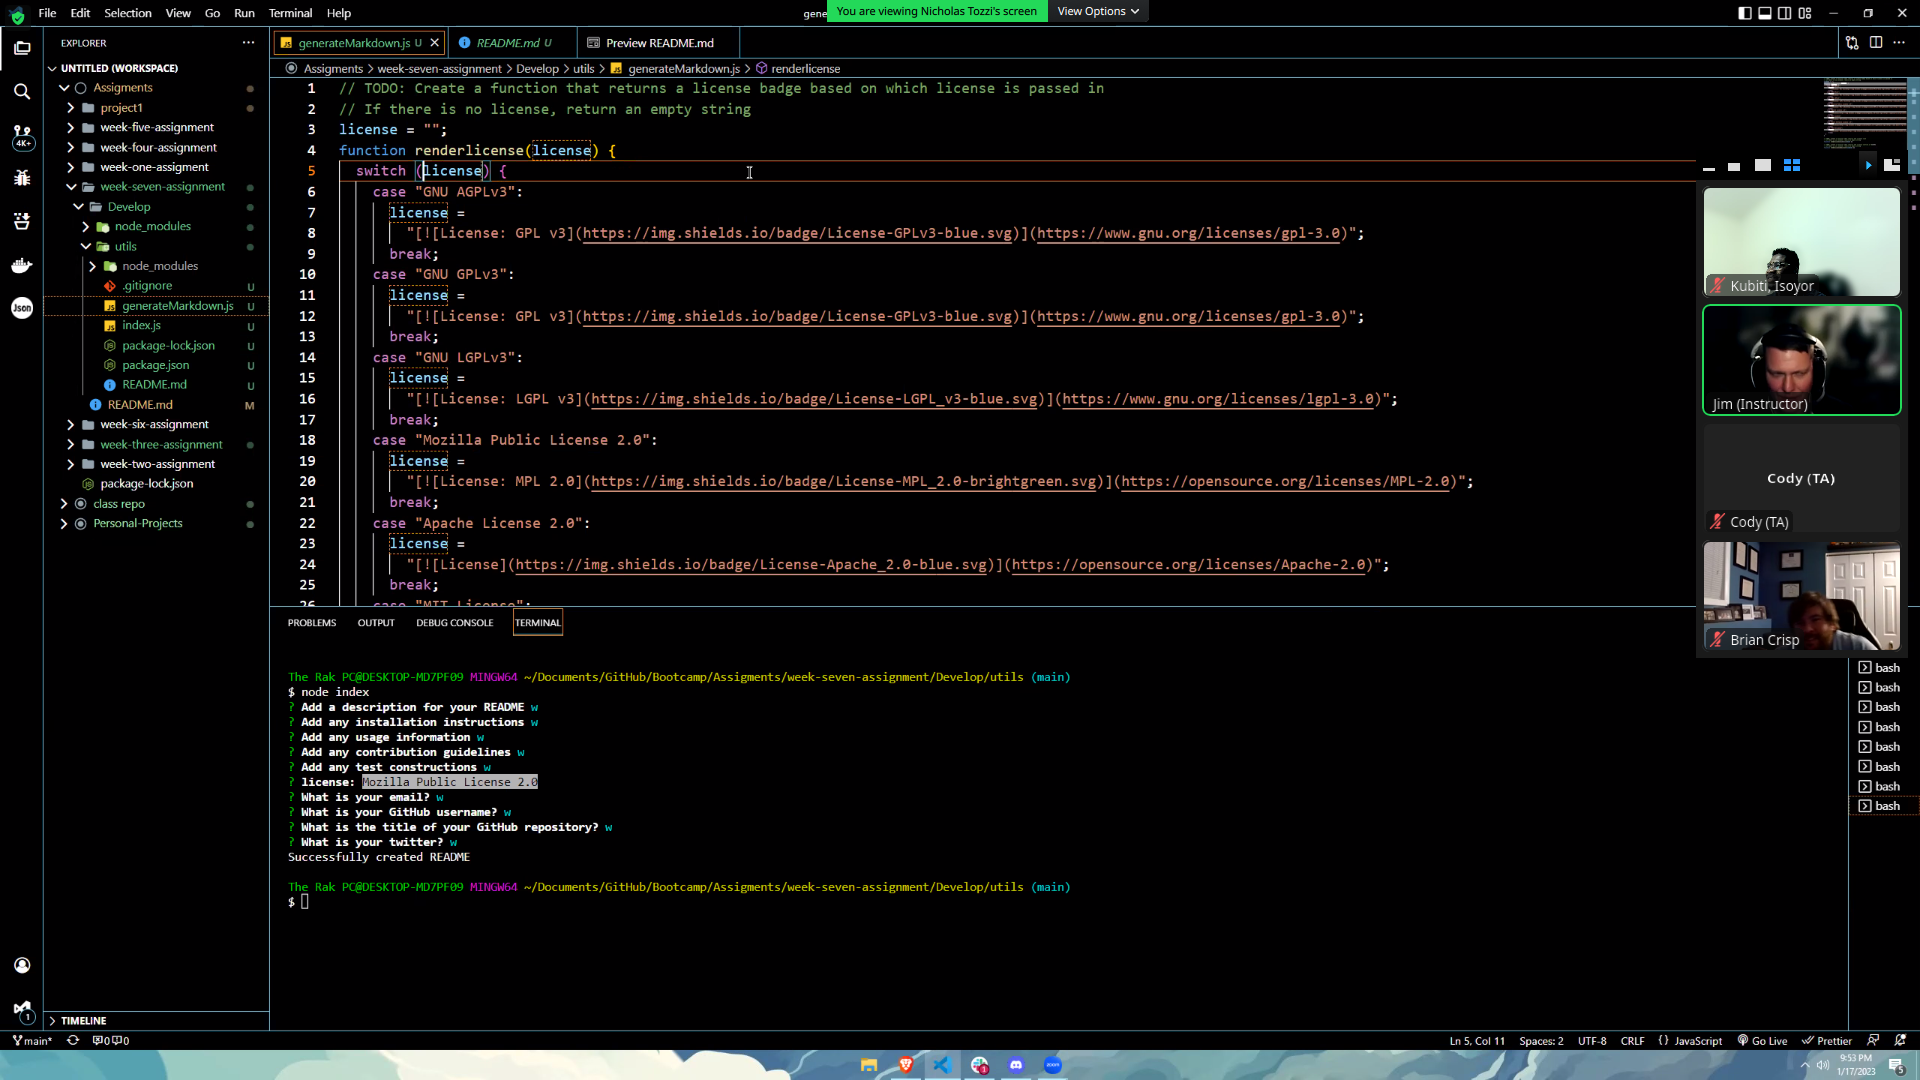 File Edit Selection View Go Run Terminal Help
You are viewing Nicholas Tozzi's screen View Options
EXPLORER
generateMarkdown.js U
README.md U
Preview README.md
UNTITLED (WORKSPACE)
Assigments > week-seven-assignment > Develop > utils > generateMarkdown.js > renderlicense
Assigments
project1
week-five-assignment
week-four-assignment
week-one-assigment
week-seven-assignment
Develop
node_modules
utils
node_modules
.gitignore U
generateMarkdown.js U
index.js U
package-lock.json U
package.json U
README.md U
README.md M
week-six-assignment
week-three-assignment
week-two-assignment
package-lock.json
class repo
Personal-Projects
TIMELINE
4K+
Json
1
1 // TODO: Create a function that returns a license badge based on which license is passed in
2 // If there is no license, return an empty string
3 license = "";
4 function renderlicense(license) {
5 switch (license) {
6 case "GNU AGPLv3":
7 license =
8 "[![License: GPL v3](https://img.shields.io/badge/License-GPLv3-blue.svg)](https://www.gnu.org/licenses/gpl-3.0)";
9 break;
10 case "GNU GPLv3":
11 license =
12 "[![License: GPL v3](https://img.shields.io/badge/License-GPLv3-blue.svg)](https://www.gnu.org/licenses/gpl-3.0)";
13 break;
14 case "GNU LGPLv3":
15 license =
16 "[![License: LGPL v3](https://img.shields.io/badge/License-LGPL_v3-blue.svg)](https://www.gnu.org/licenses/lgpl-3.0)";
17 break;
18 case "Mozilla Public License 2.0":
19 license =
20 "[![License: MPL 2.0](https://img.shields.io/badge/License-MPL_2.0-brightgreen.svg)](https://opensource.org/licenses/MPL-2.0)";
21 break;
22 case "Apache License 2.0":
23 license =
24 "[![License](https://img.shields.io/badge/License-Apache_2.0-blue.svg)](https://opensource.org/licenses/Apache-2.0)";
25 break;
26 case "MIT License":
Kubiti, Isoyor
Jim (Instructor)
Cody (TA)
Cody (TA)
Brian Crisp
PROBLEMS OUTPUT DEBUG CONSOLE TERMINAL
The Rak PC@DESKTOP-MD7PF09 MINGW64 ~/Documents/GitHub/Bootcamp/Assigments/week-seven-assignment/Develop/utils (main)
$ node index
? Add a description for your README w
? Add any installation instructions w
? Add any usage information w
? Add any contribution guidelines w
? Add any test constructions w
? license: Mozilla Public License 2.0
? What is your email? w
? What is your GitHub username? w
? What is the title of your GitHub repository? w
? What is your twitter? w
Successfully created README
The Rak PC@DESKTOP-MD7PF09 MINGW64 ~/Documents/GitHub/Bootcamp/Assigments/week-seven-assignment/Develop/utils (main)
$
bash
bash
bash
bash
bash
bash
bash
bash
main* 0 0
Ln 5, Col 11 Spaces: 2 UTF-8 CRLF {} JavaScript Go Live Prettier
9:53 PM
1/17/2023
5